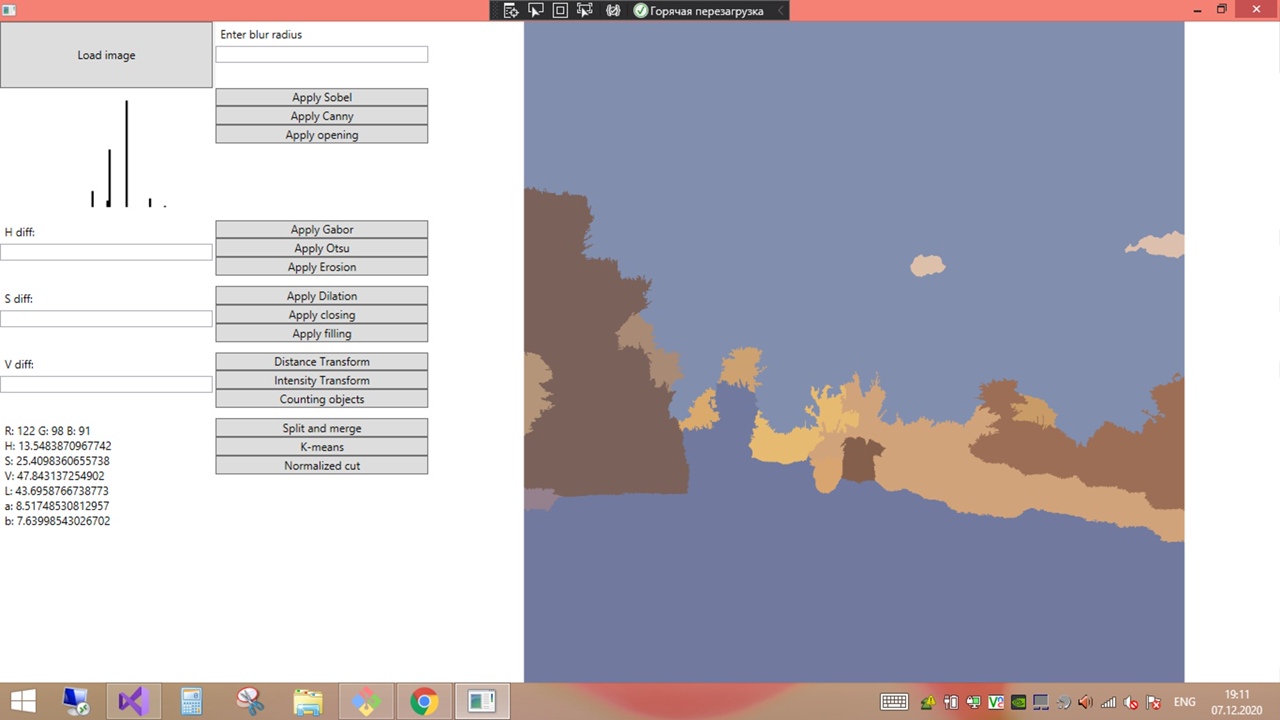 Горячая перезагрузка
Load image
Enter blur radius
Apply Sobel
Apply Canny
Apply opening
H diff:
Apply Gabor
Apply Otsu
Apply Erosion
S diff:
Apply Dilation
Apply closing
Apply filling
V diff:
Distance Transform
Intensity Transform
Counting objects
Split and merge
K-means
Normalized cut
R: 122 G: 98 B: 91
H: 13.5483870967742
S: 25.4098360655738
V: 47.843137254902
L: 43.6958766738773
a: 8.51748530812957
b: 7.63998543026702
ENG
19:11
07.12.2020